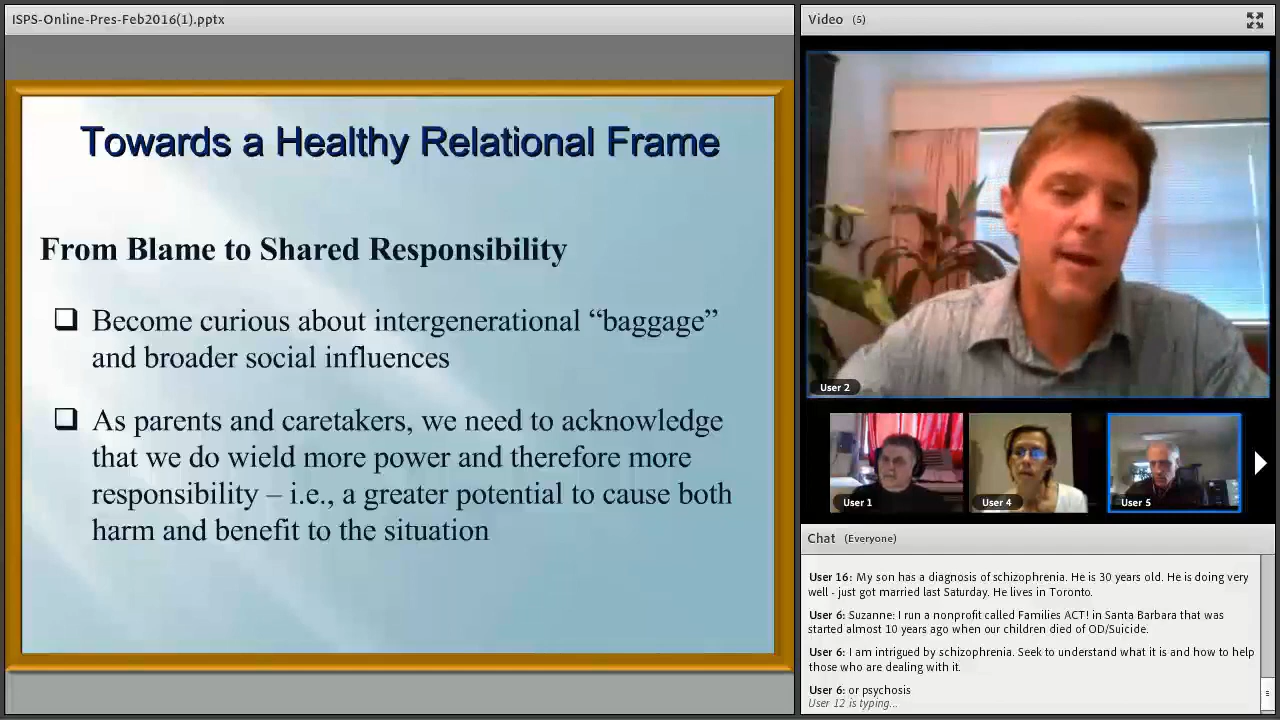 ISPS-Online-Pres-Feb2016(1).pptx
Towards a Healthy Relational Frame
From Blame to Shared Responsibility
Become curious about intergenerational “baggage”
and broader social influences
As parents and caretakers, we need to acknowledge
that we do wield more power and therefore more
responsibility – i.e., a greater potential to cause both
harm and benefit to the situation
Video (5)
User 2
User 1
User 4
User 5
Chat (Everyone)
User 16: My son has a diagnosis of schizophrenia. He is 30 years old. He is doing very
well - just got married last Saturday. He lives in Toronto.
User 6: Suzanne: I run a nonprofit called Families ACT! in Santa Barbara that was
started almost 10 years ago when our children died of OD/Suicide.
User 6: I am intrigued by schizophrenia. Seek to understand what it is and how to help
those who are dealing with it.
User 6: or psychosis
User 12 is typing...